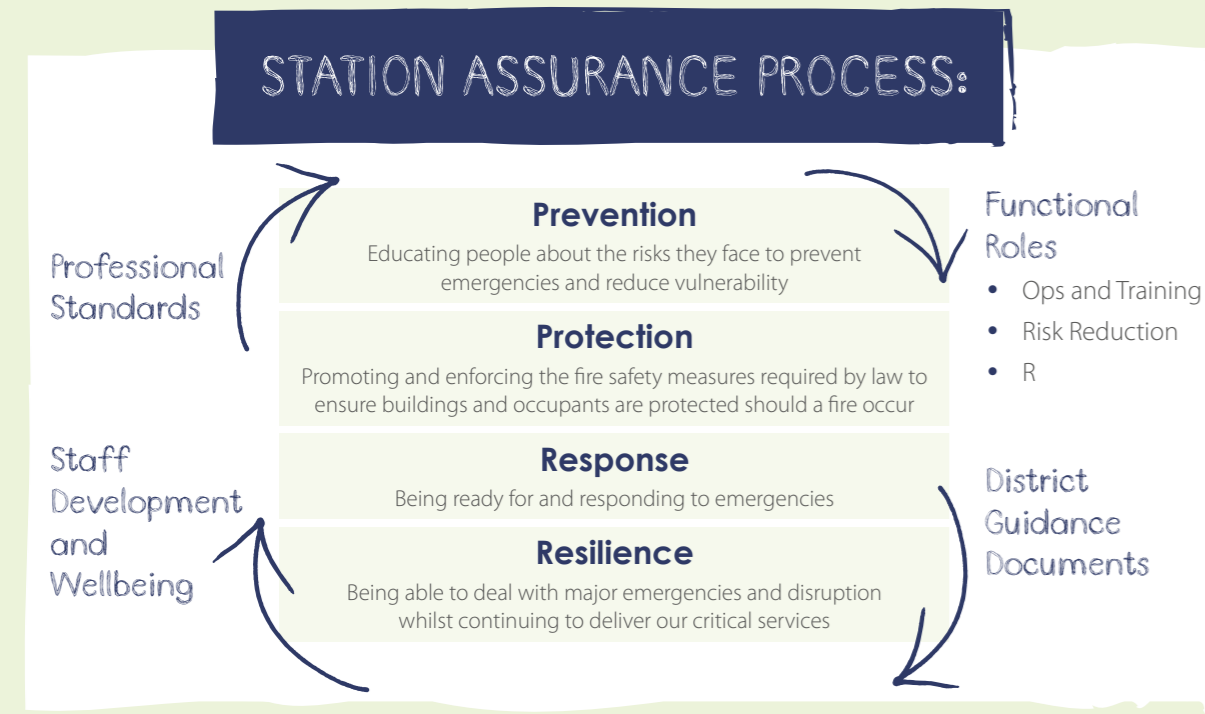 STATION ASSURANCE PROCESS:
Professional
Standards
Staff
Development
and
Wellbeing
Prevention
Educating people about the risks they face to prevent
emergencies and reduce vulnerability
Protection
Promoting and enforcing the fire safety measures required by law to
ensure buildings and occupants are protected should a fire occur
Response
Being ready for and responding to emergencies
Resilience
Being able to deal with major emergencies and disruption
whilst continuing to deliver our critical services
Functional
Roles
• Ops and Training
• Risk Reduction
• R
District
Guidance
Documents